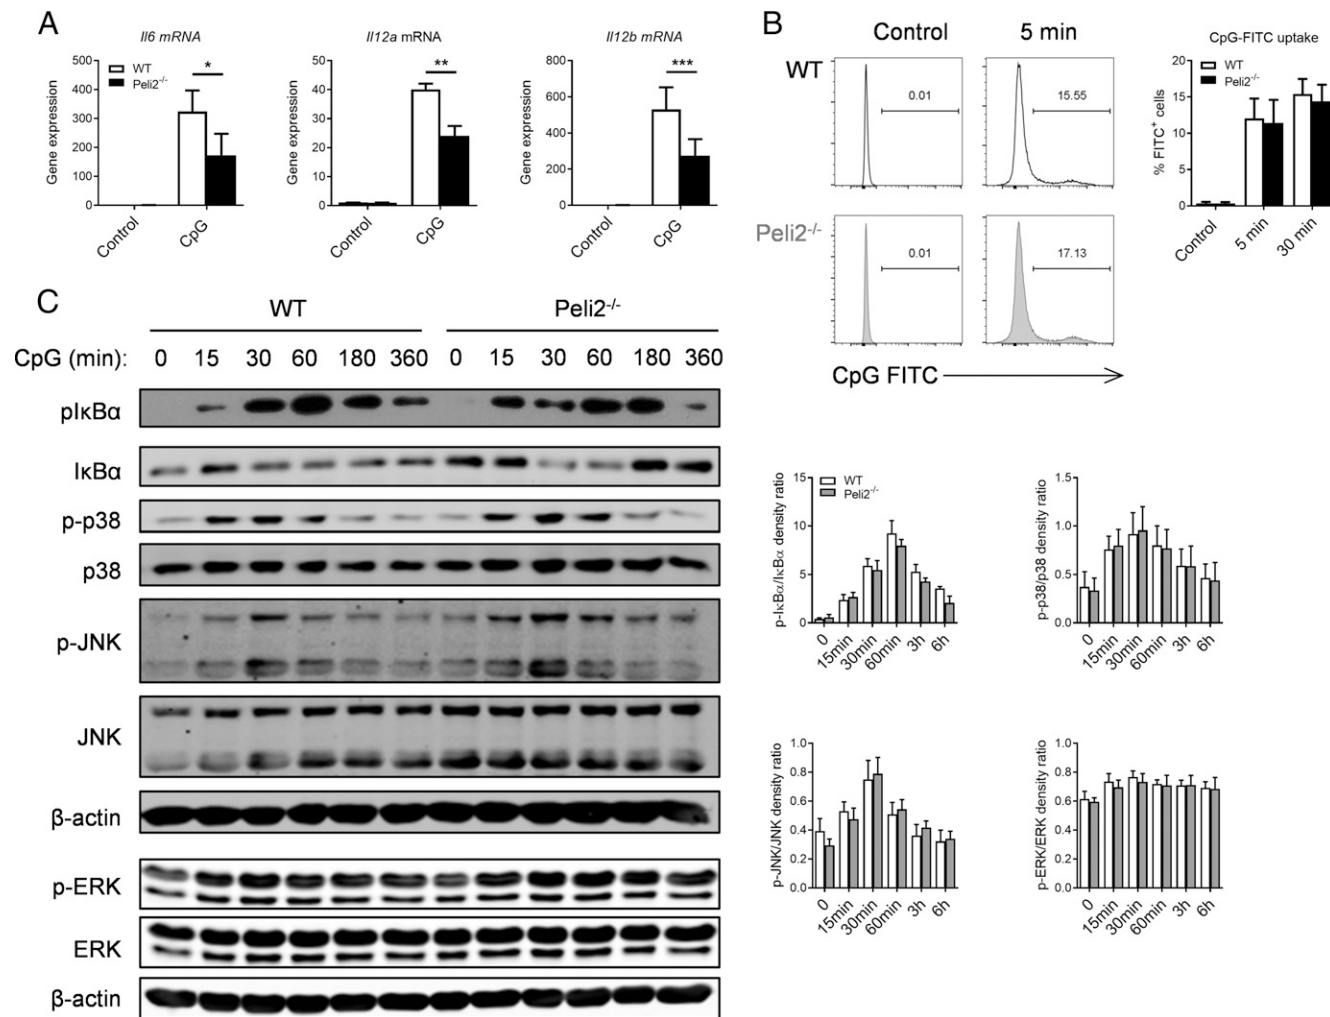 A
Il6 mRNA
Gene expression
500
400
300
200
100
0
WT
Peli2-/-
*
Control
CpG
Il12a mRNA
Gene expression
50
40
30
20
10
0
**
Control
CpG
Il12b mRNA
Gene expression
800
600
400
200
0
***
Control
CpG
B
Control
5 min
WT
0.01
15.55
Peli2-/-
0.01
17.13
CpG FITC
CpG-FITC uptake
% FITC+ cells
20
15
10
5
0
WT
Peli2-/-
Control
5 min
30 min
C
WT
Peli2-/-
CpG (min): 0 15 30 60 180 360 0 15 30 60 180 360
pIκBα
IκBα
p-p38
p38
p-JNK
JNK
β-actin
p-ERK
ERK
β-actin
p-IκBα/IκBα density ratio
15
10
5
0
WT
Peli2-/-
0
15min
30min
60min
3h
6h
p-p38/p38 density ratio
1.5
1.0
0.5
0.0
0
15min
30min
60min
3h
6h
p-JNK/JNK density ratio
1.0
0.8
0.6
0.4
0.2
0.0
0
15min
30min
60min
3h
6h
p-ERK/ERK density ratio
1.0
0.8
0.6
0.4
0.2
0.0
0
15min
30min
60min
3h
6h